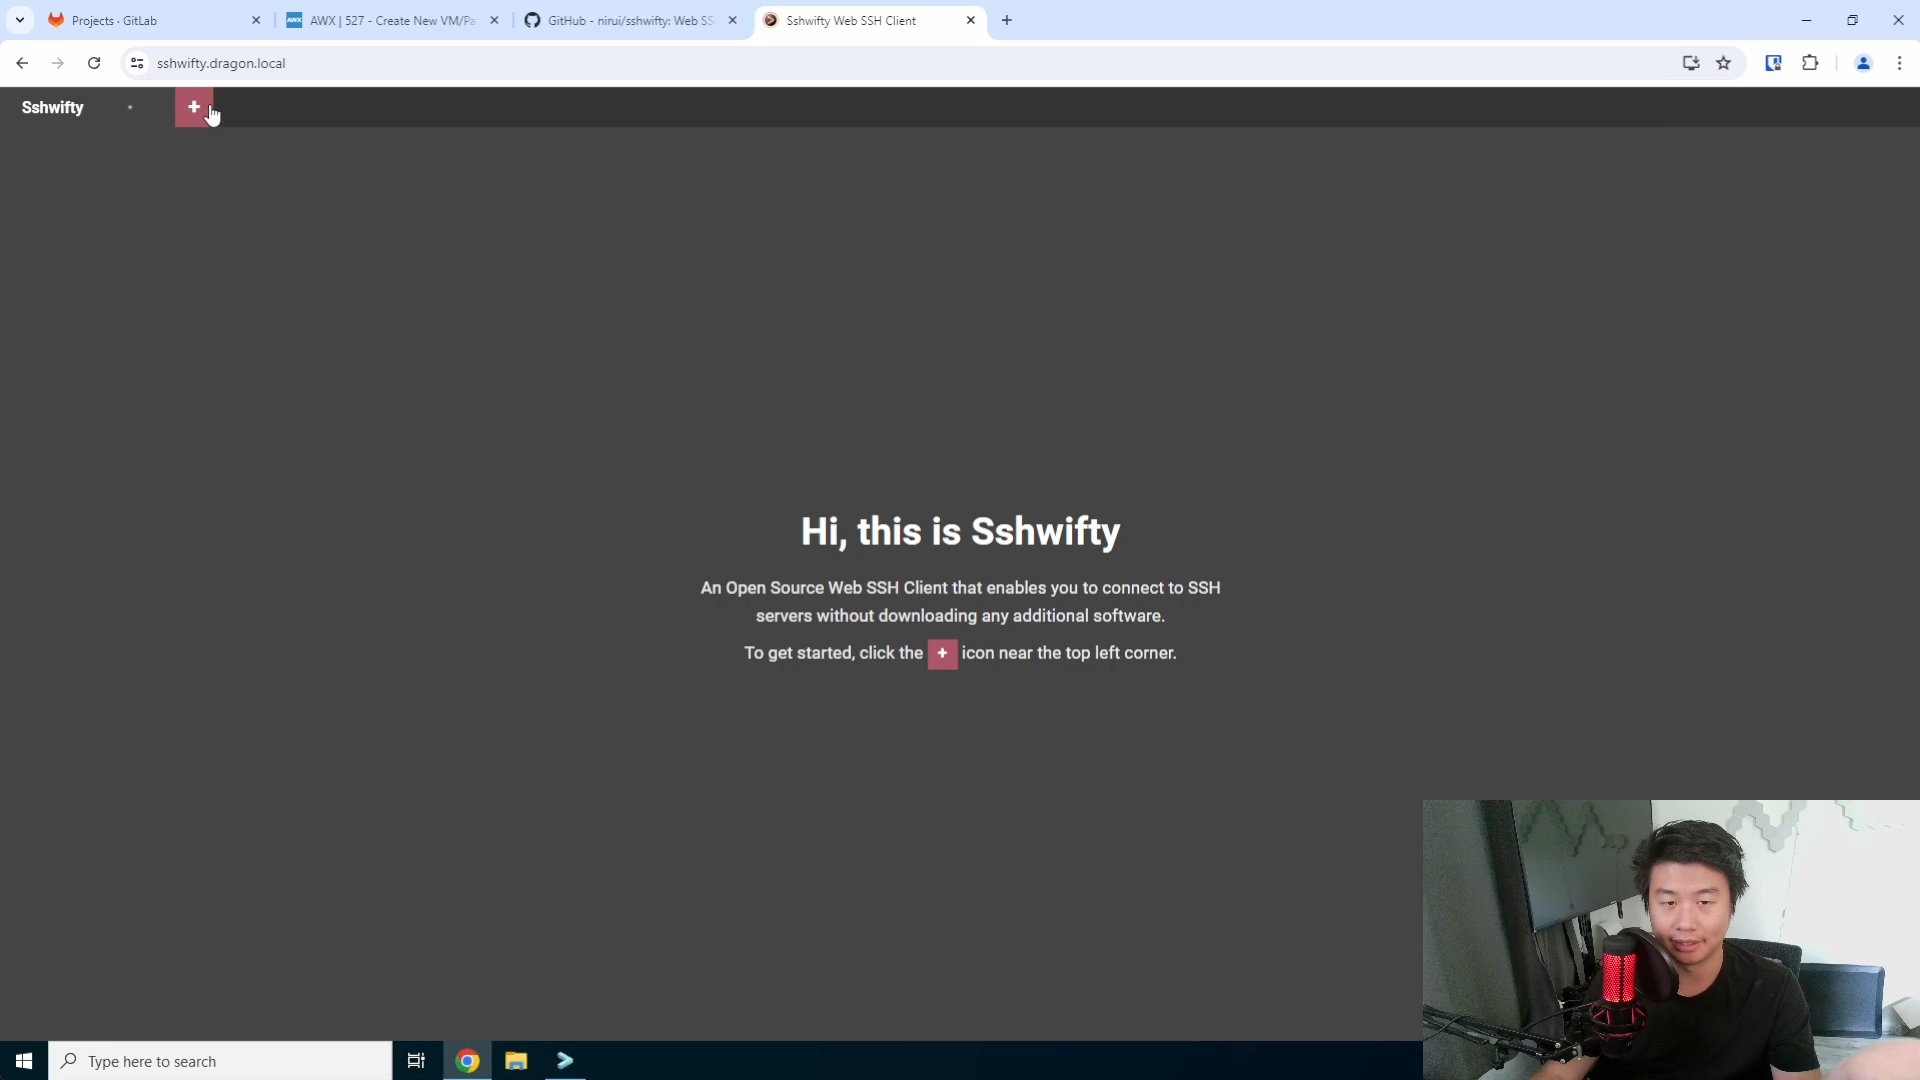 Projects · GitLab
AWX | 527 - Create New VM/Pa
GitHub - nirui/sshwifty: Web SS
Sshwifty Web SSH Client
sshwifty.dragon.local
Sshwifty
+
Hi, this is Sshwifty
An Open Source Web SSH Client that enables you to connect to SSH
servers without downloading any additional software.
To get started, click the + icon near the top left corner.
Type here to search